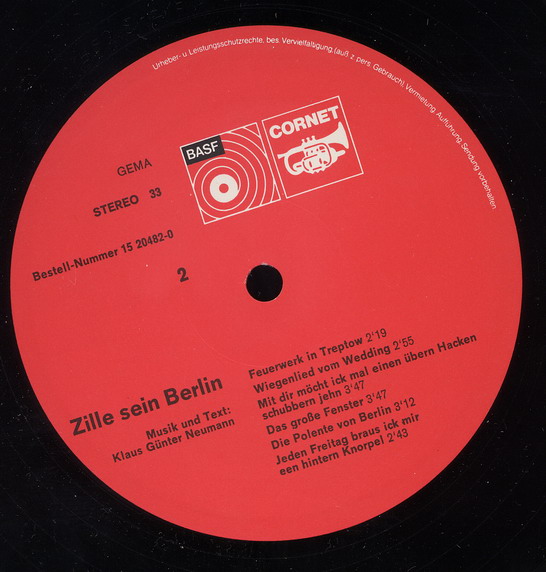 Urheber- u. Leistungsschutzrechte, bes. Vervielfältigung, (auß z. pers. Gebrauch), Vermietung, Aufführung, Sendung vorbehalten
BASF
CORNET
GEMA
STEREO 33
Bestell-Nummer 15 20482-0
2
Zille sein Berlin
Musik und Text:
Klaus Günter Neumann
Feuerwerk in Treptow 2'19
Wiegenlied vom Wedding 2'55
Mit dir möcht ick mal einen übern Hacken
schubbern jehn 3'47
Das große Fenster 3'47
Die Polente von Berlin 3'12
Jeden Freitag braus ick mir
een hintern Knorpel 2'43